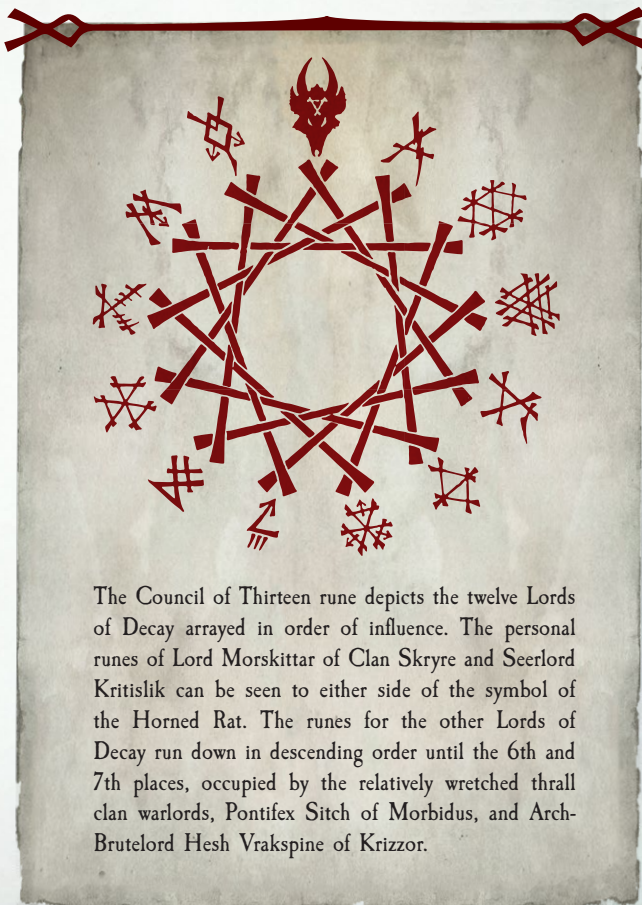 The Council of Thirteen rune depicts the twelve Lords
of Decay arrayed in order of influence. The personal
runes of Lord Morskittar of Clan Skryre and Seerlord
Kritislik can be seen to either side of the symbol of
the Horned Rat. The runes for the other Lords of
Decay run down in descending order until the 6th and
7th places, occupied by the relatively wretched thrall
clan warlords, Pontifex Sitch of Morbidus, and Arch-
Brutelord Hesh Vrakspine of Krizzor.